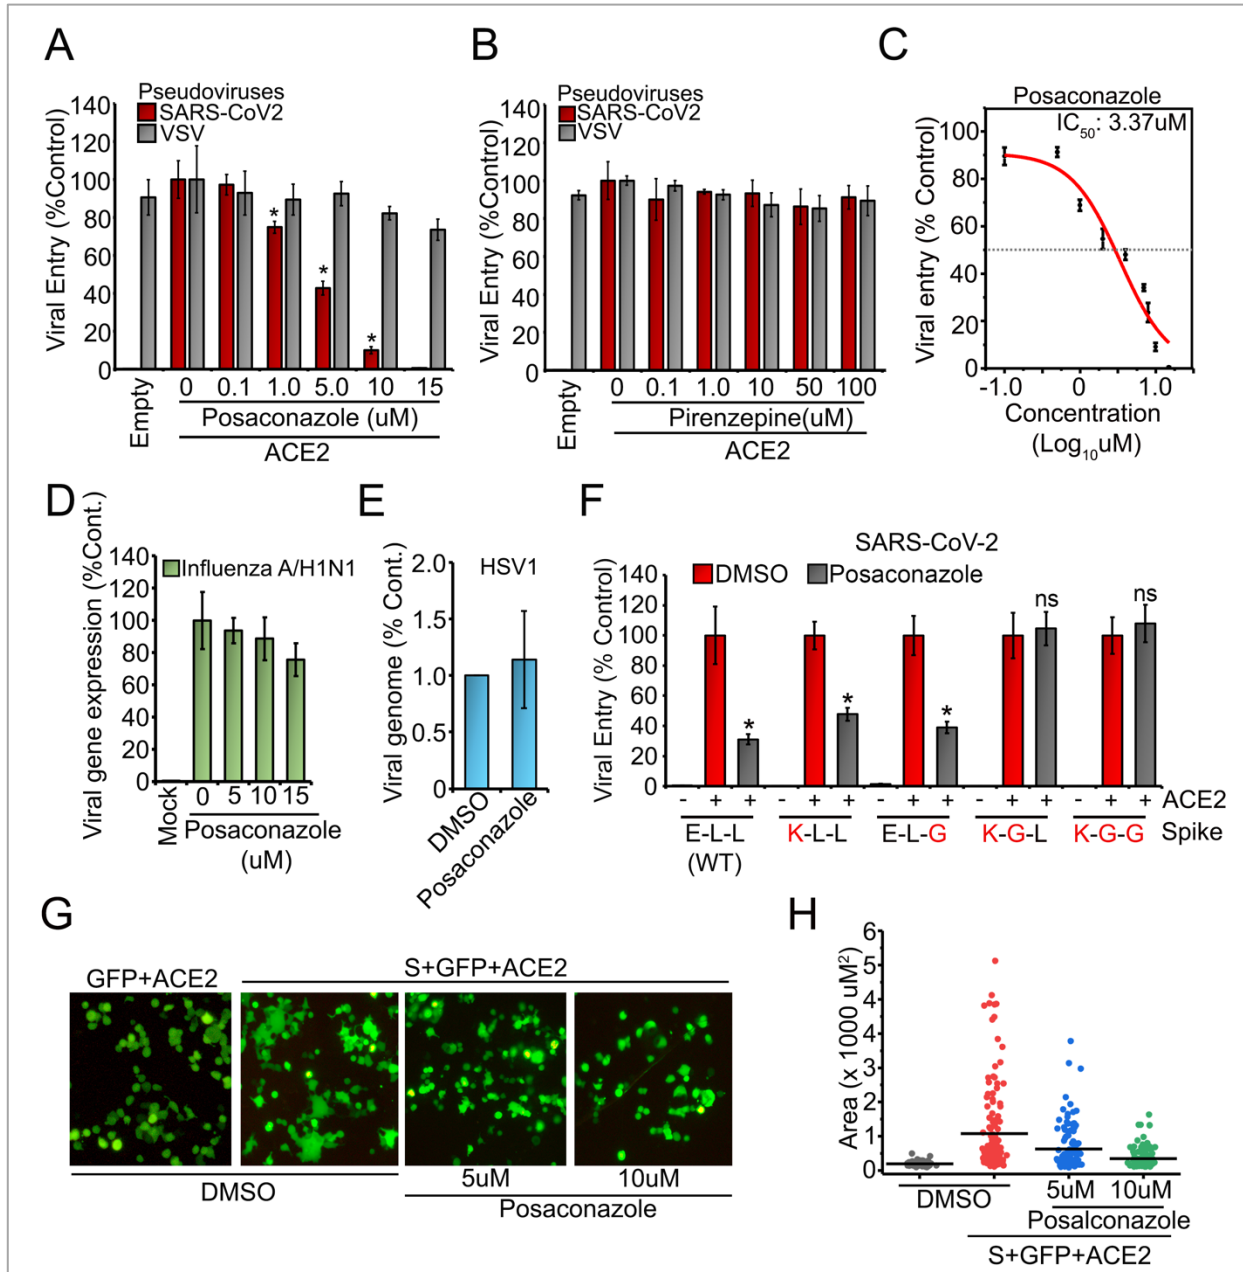 A
Pseudoviruses
SARS-CoV2
VSV
Viral Entry (%Control)
140
120
100
80
60
40
20
0
Empty
0 0.1 1.0 5.0 10 15
* * *
Posaconazole (uM)
ACE2
B
Pseudoviruses
SARS-CoV2
VSV
Viral Entry (%Control)
140
120
100
80
60
40
20
0
Empty
0 0.1 1.0 10 50 100
Pirenzepine(uM)
ACE2
C
Posaconazole
IC50: 3.37uM
Viral entry (% Control)
100
80
60
40
20
0
-1.0 0 1.0
Concentration
(Log10uM)
D
Influenza A/H1N1
Viral gene expression (%Cont.)
140
120
100
80
60
40
20
0
Mock
0 5 10 15
Posaconazole
(uM)
E
HSV1
Viral genome (% Cont.)
2.0
1.5
1.0
0.5
0
DMSO
Posaconazole
F
SARS-CoV-2
DMSO Posaconazole
Viral Entry (% Control)
140
120
100
80
60
40
20
0
* * * ns ns
- + + - + + - + + - + + - + + ACE2
E-L-L K-L-L E-L-G K-G-L K-G-G Spike
(WT)
G
GFP+ACE2 S+GFP+ACE2
DMSO 5uM 10uM
Posaconazole
H
Area (x 1000 uM2)
6
5
4
3
2
1
0
DMSO 5uM 10uM
Posalconazole
S+GFP+ACE2